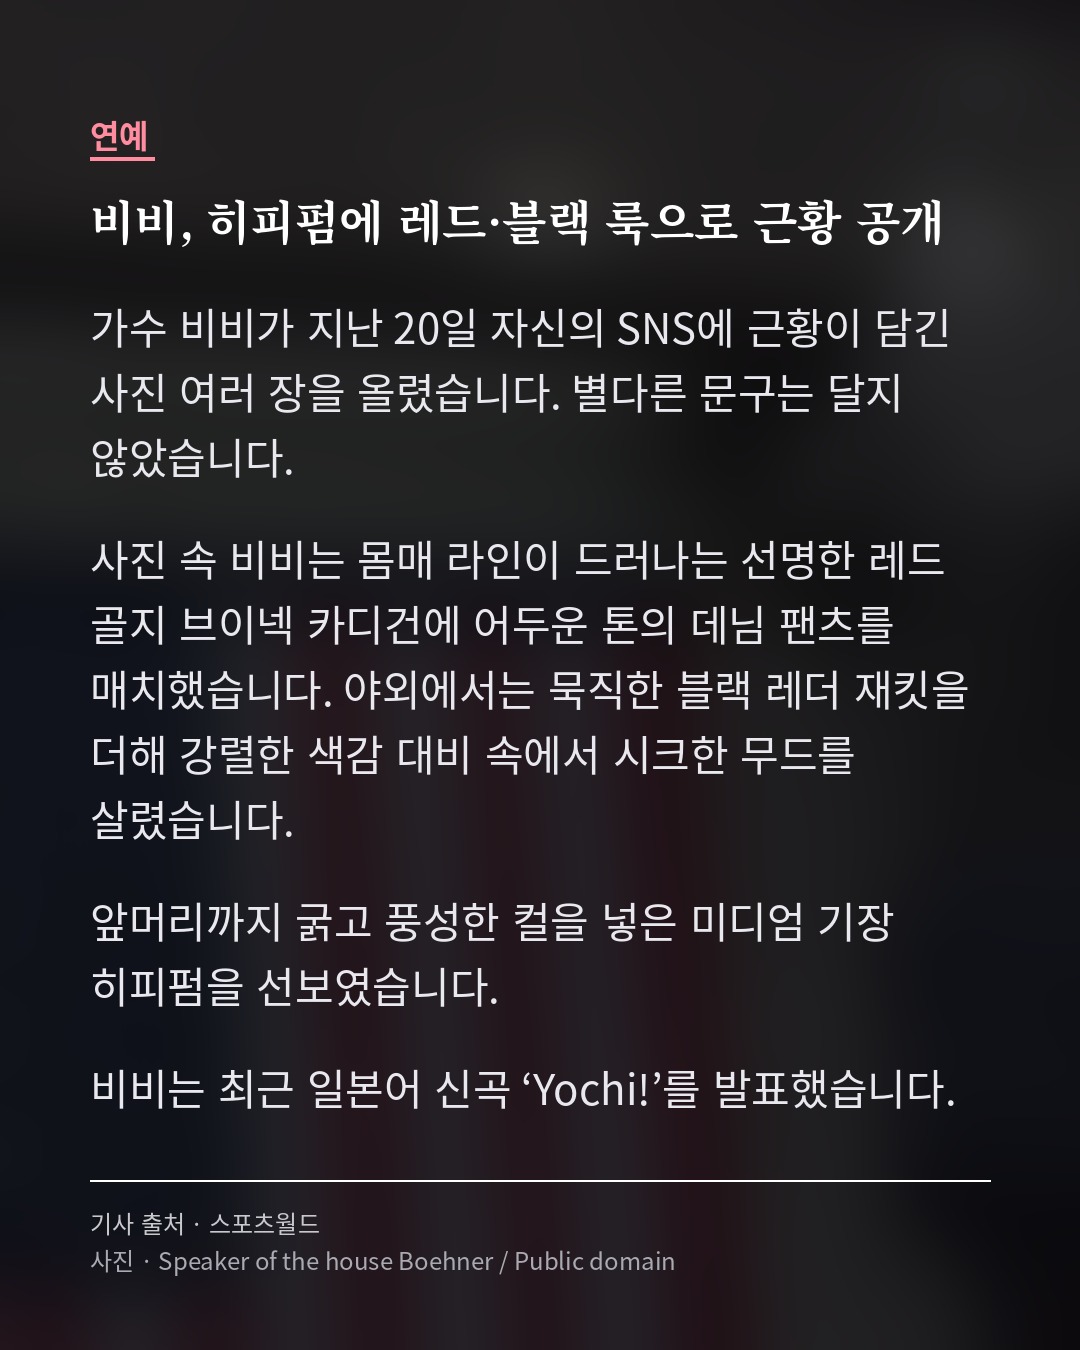 연예
비비, 히피펌에 레드·블랙 룩으로 근황 공개
가수 비비가 지난 20일 자신의 SNS에 근황이 담긴
사진 여러 장을 올렸습니다. 별다른 문구는 달지
않았습니다.
사진 속 비비는 몸매 라인이 드러나는 선명한 레드
골지 브이넥 카디건에 어두운 톤의 데님 팬츠를
매치했습니다. 야외에서는 묵직한 블랙 레더 재킷을
더해 강렬한 색감 대비 속에서 시크한 무드를
살렸습니다.
앞머리까지 굵고 풍성한 컬을 넣은 미디엄 기장
히피펌을 선보였습니다.
비비는 최근 일본어 신곡 ‘Yochi!’를 발표했습니다.
기사 출처 · 스포츠월드
사진 · Speaker of the house Boehner / Public domain